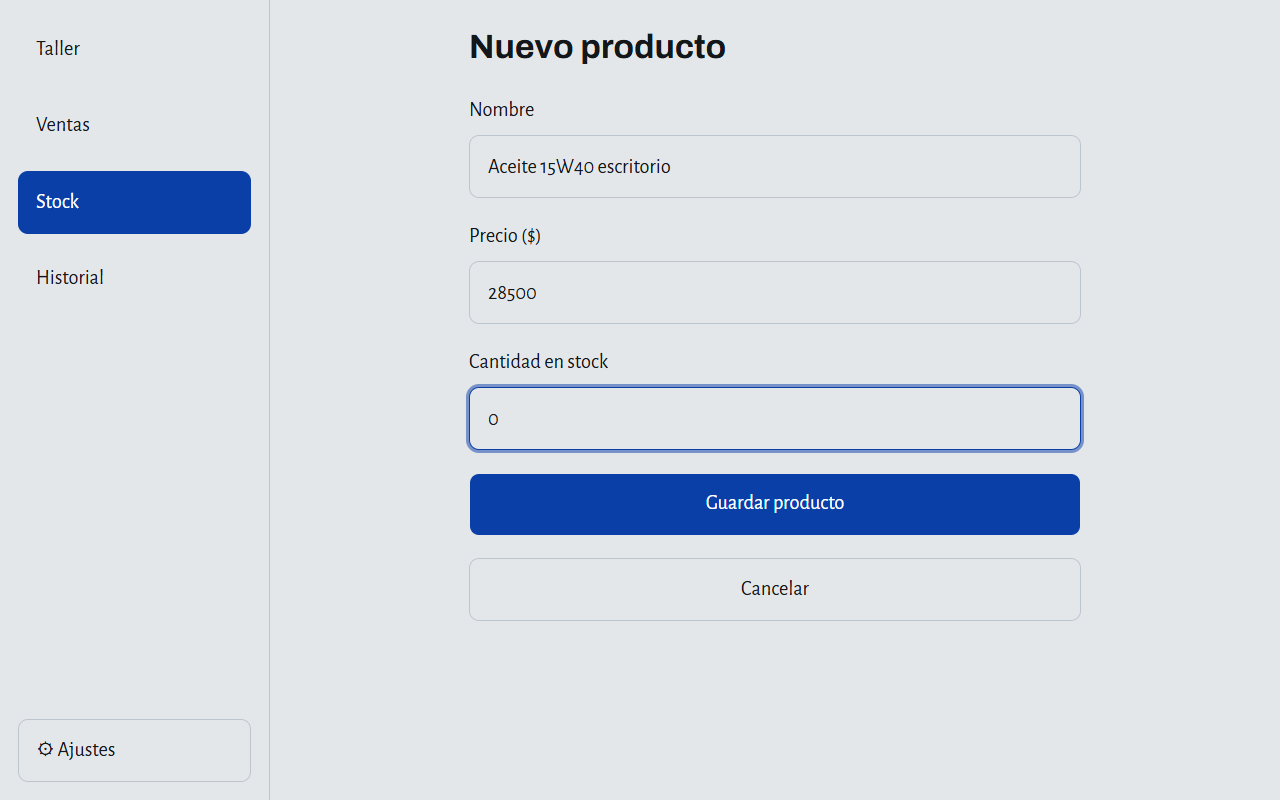 Taller
Ventas
Stock
Historial
⚙ Ajustes
Nuevo producto
Nombre
Aceite 15W40 escritorio
Precio ($)
28500
Cantidad en stock
0
Guardar producto
Cancelar